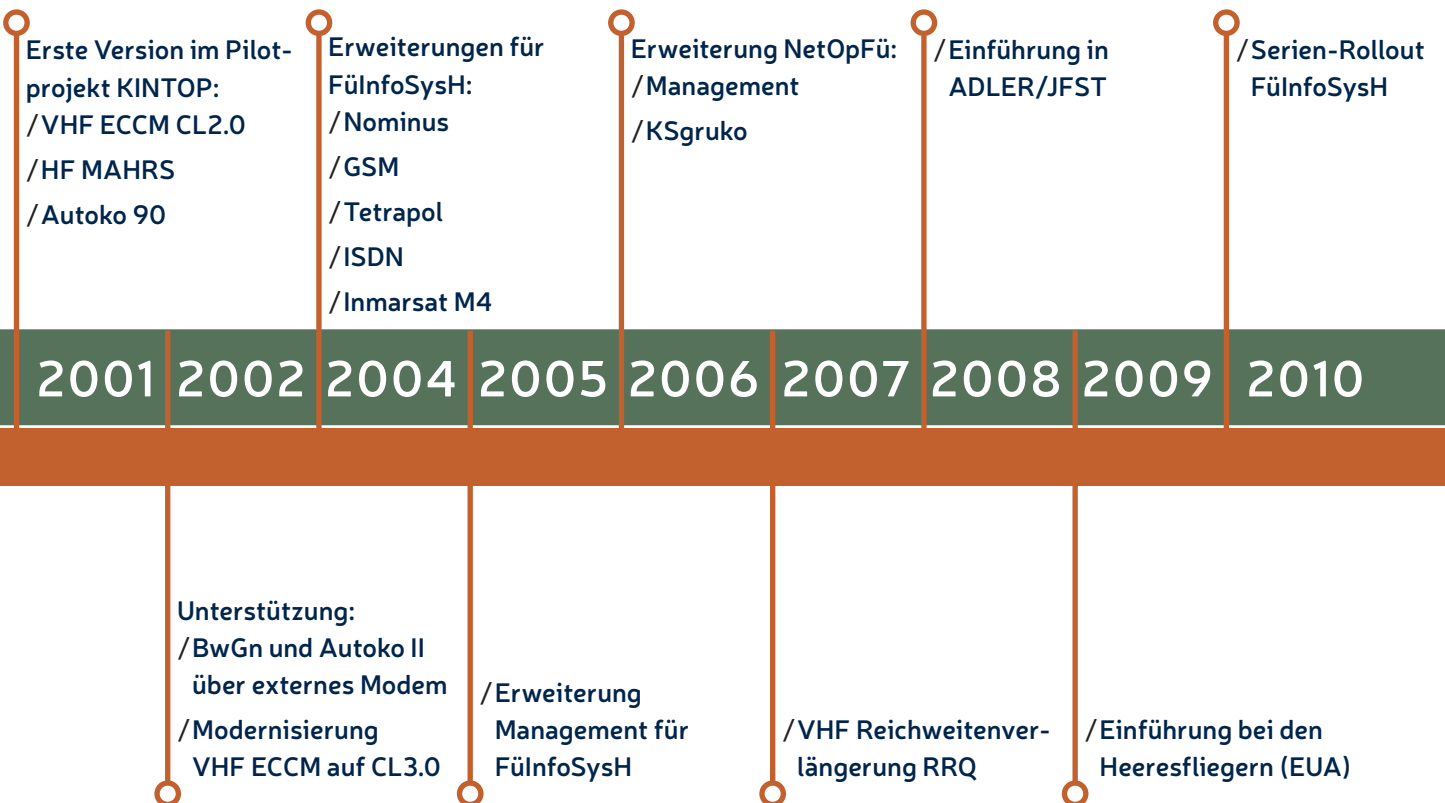 Erste Version im Pilot-
projekt KINTOP:
/VHF ECCM CL2.0
/HF MAHRS
/Autoko 90
Erweiterungen für
FüInfoSysH:
/Nominus
/GSM
/Tetrapol
/ISDN
/Inmarsat M4
Erweiterung NetOpFü:
/Management
/KSgruko
/Einführung in
ADLER/JFST
/Serien-Rollout
FüInfoSysH
2001 2002 2004 2005 2006 2007 2008 2009 2010
Unterstützung:
/BwGn und Autoko II
über externes Modem
/Modernisierung
VHF ECCM auf CL3.0
/Erweiterung
Management für
FüInfoSysH
/VHF Reichweitenver-
längerung RRQ
/Einführung bei den
Heeresfliegern (EUA)